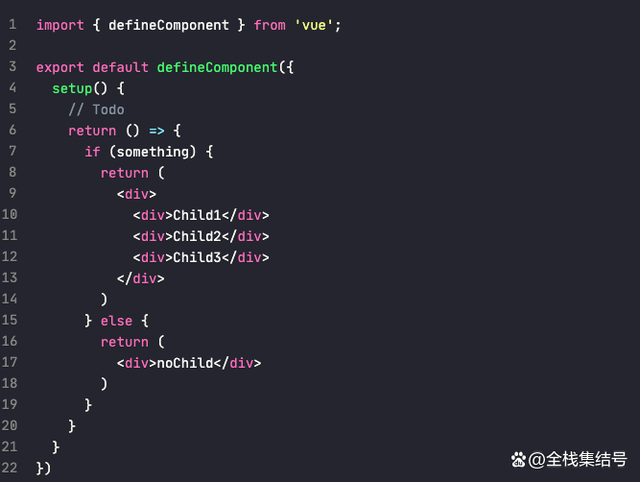 1 import { defineComponent } from 'vue';
2
3 export default defineComponent({
4   setup() {
5     // Todo
6     return () => {
7       if (something) {
8         return (
9           <div>
10             <div>Child1</div>
11             <div>Child2</div>
12             <div>Child3</div>
13           </div>
14         )
15       } else {
16         return (
17           <div>noChild</div>
18         )
19       }
20     }
21   }
22 })
@全栈集结号